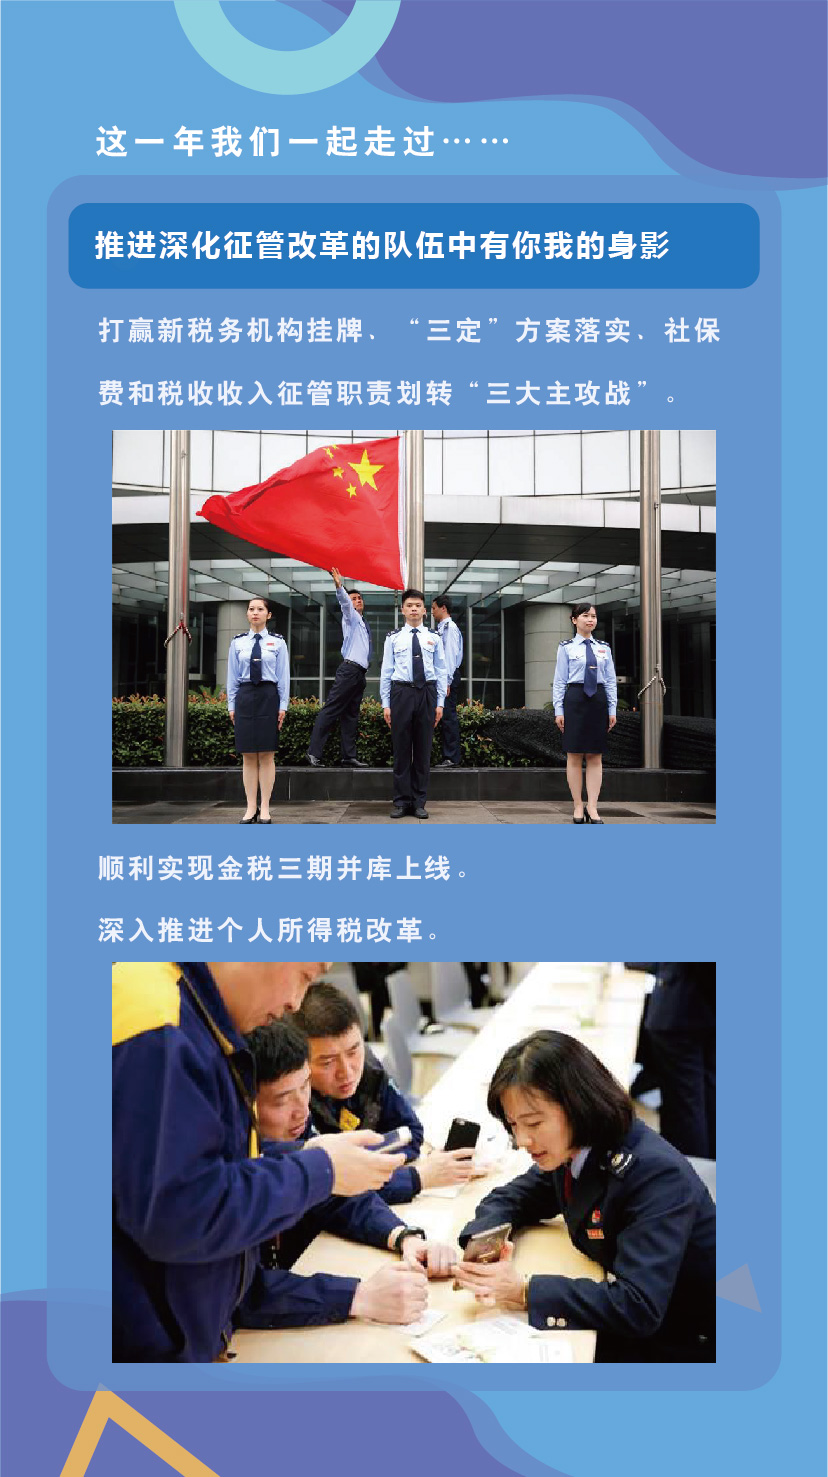 这一年我们一起走过……
推进深化征管改革的队伍中有你我的身影
打赢新税务机构挂牌、“三定”方案落实、社保
费和税收收入征管职责划转“三大主攻战”。
顺利实现金税三期并库上线。
深入推进个人所得税改革。